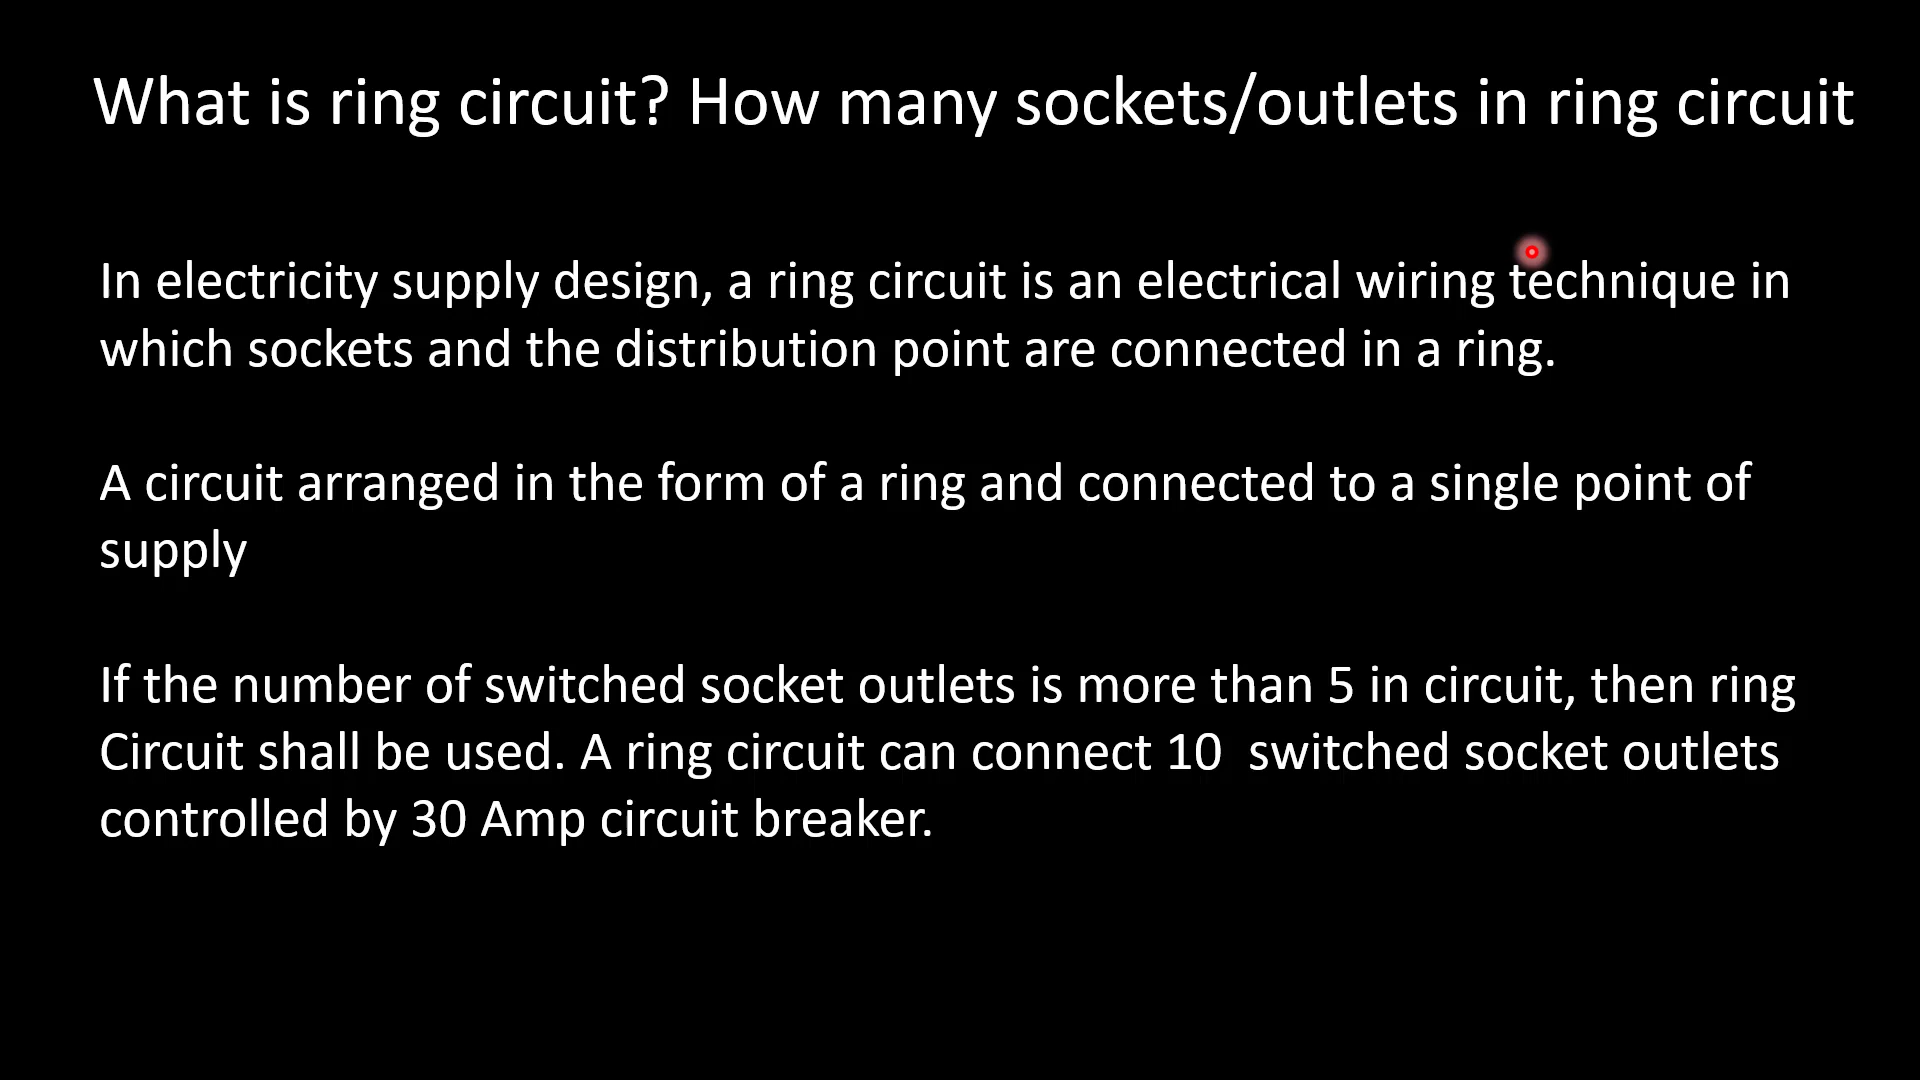 What is ring circuit? How many sockets/outlets in ring circuit
In electricity supply design, a ring circuit is an electrical wiring technique in
which sockets and the distribution point are connected in a ring.
A circuit arranged in the form of a ring and connected to a single point of
supply
If the number of switched socket outlets is more than 5 in circuit, then ring
Circuit shall be used. A ring circuit can connect 10  switched socket outlets
controlled by 30 Amp circuit breaker.